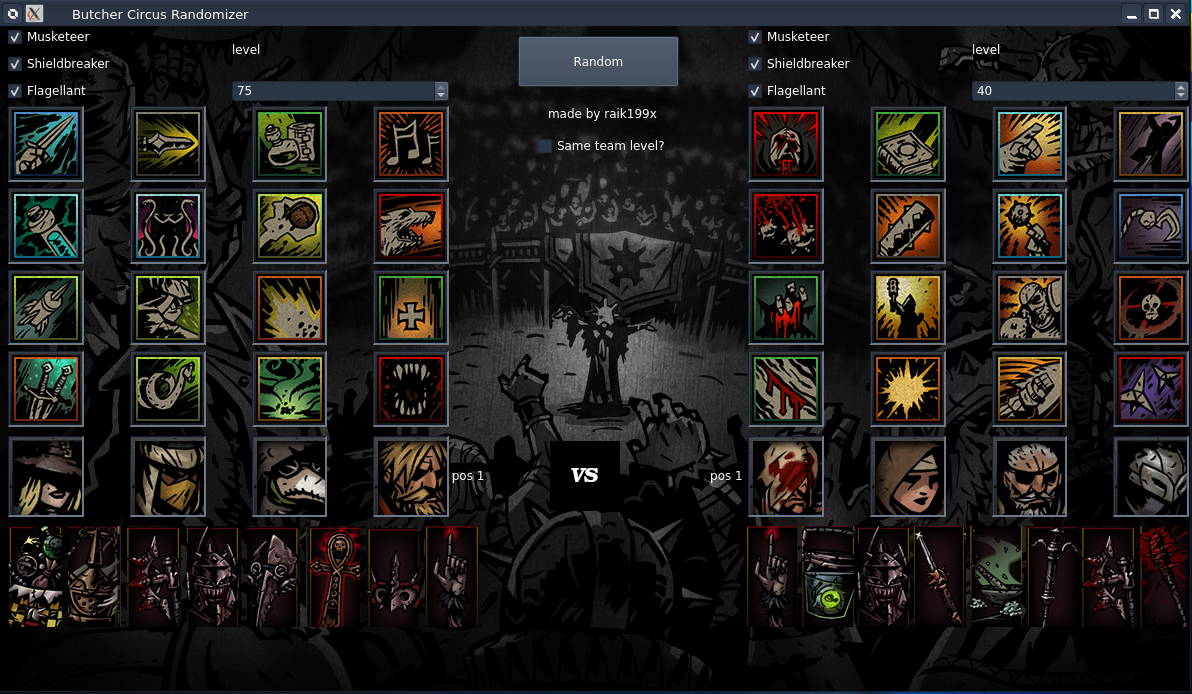 Butcher Circus Randomizer
Musketeer
level
Shieldbreaker
Flagellant
75
Random
made by raik199x
Same team level?
Musketeer
level
Shieldbreaker
Flagellant
40
pos 1
vs
pos 1